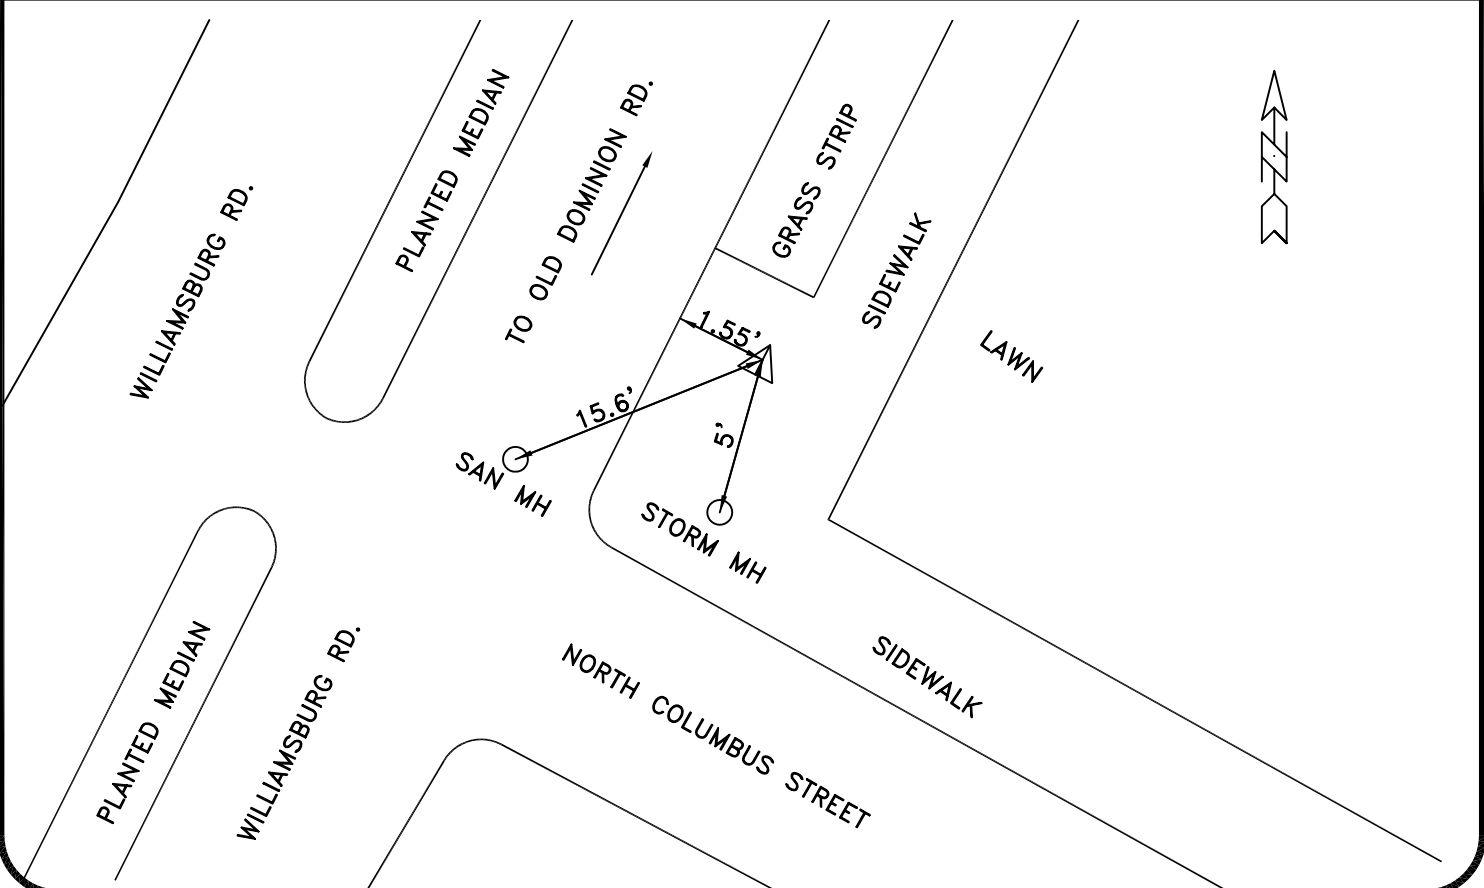 PLANTED MEDIAN
TO OLD DOMINION RD.
GRASS STRIP
WILLIAMSBURG RD.
SIDEWALK
N
1.55'
LAWN
15.6'
5'
SAN MH
STORM MH
PLANTED MEDIAN
WILLIAMSBURG RD.
NORTH COLUMBUS STREET
SIDEWALK